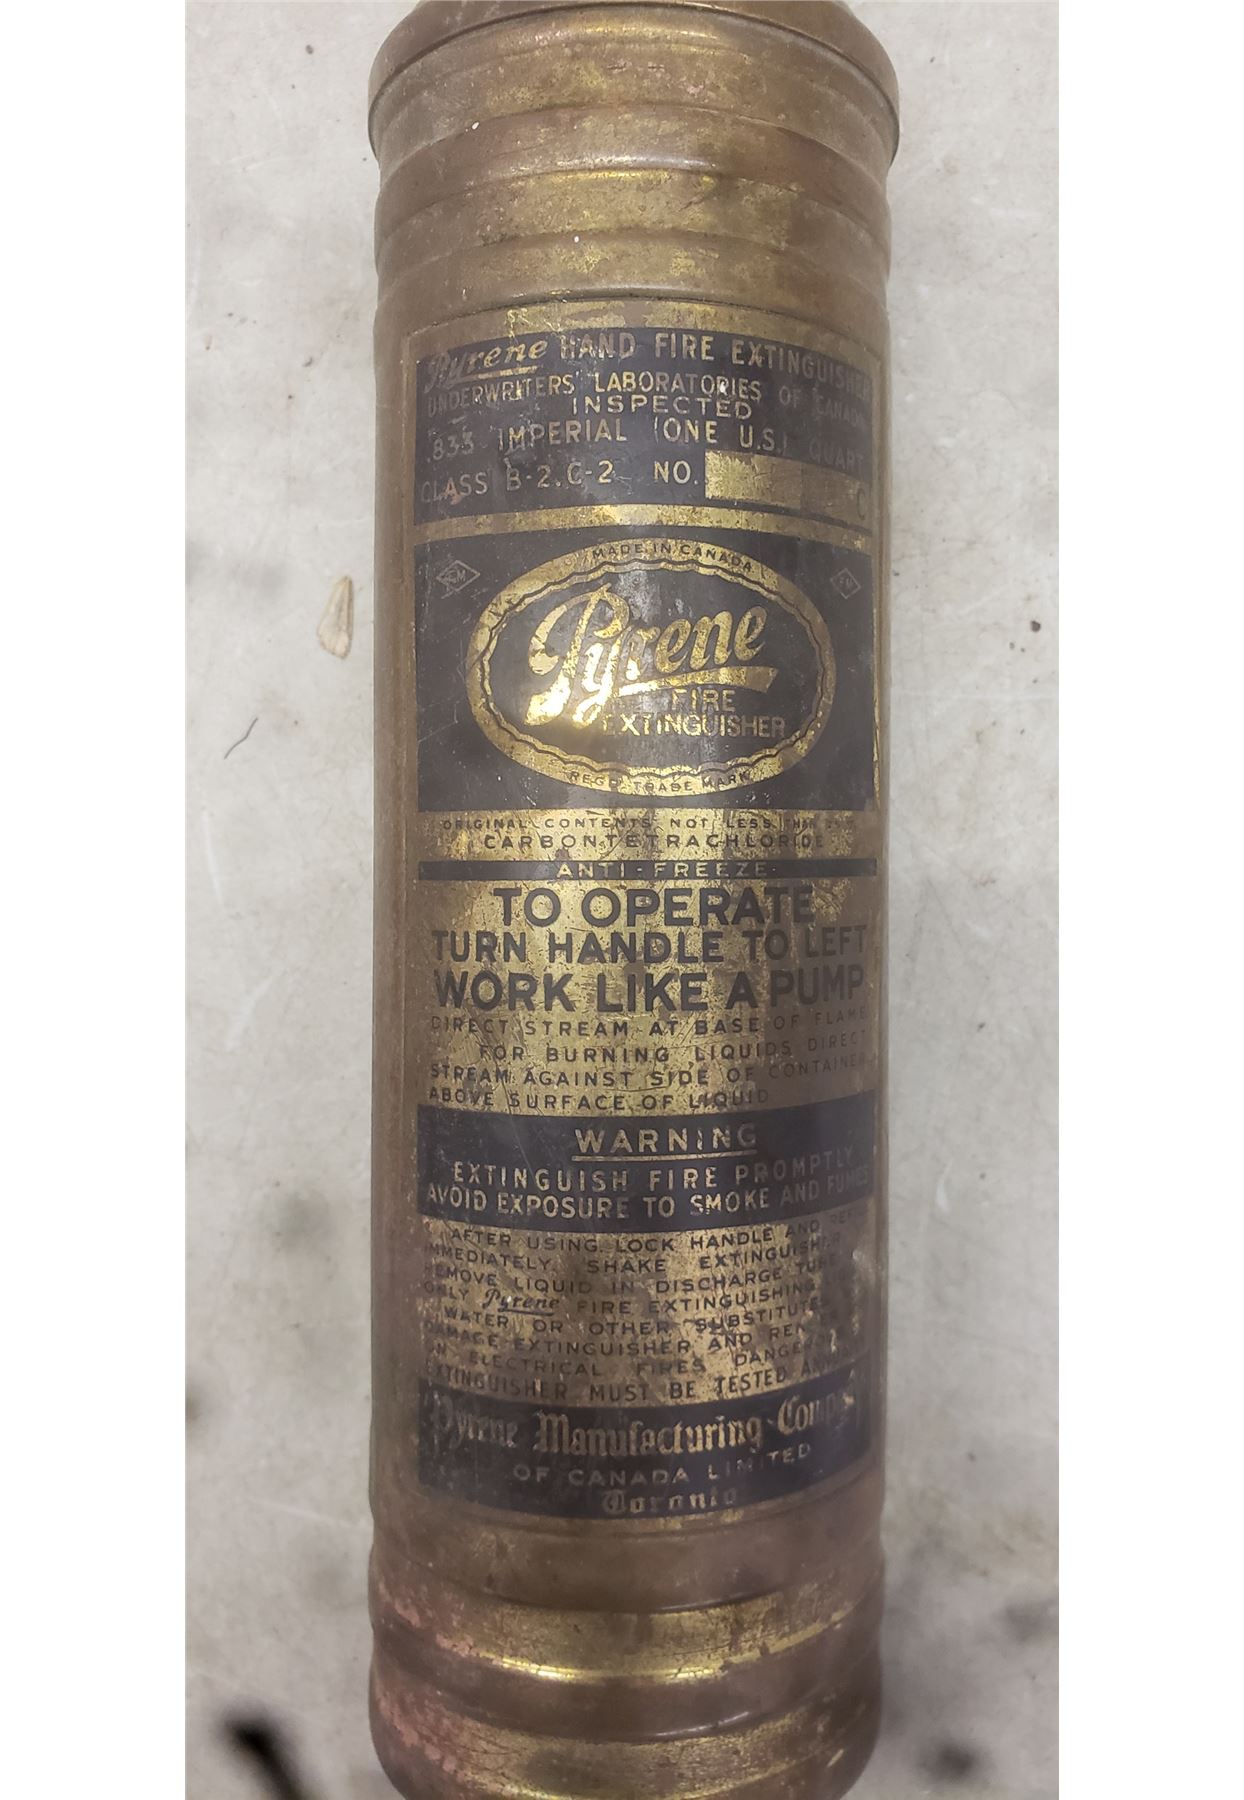 Pyrene HAND FIRE EXTINGUISHER
UNDERWRITERS' LABORATORIES OF CANADA
INSPECTED
.833 IMPERIAL (ONE U.S.) QUART
CLASS B-2.C-2 NO. C
MADE IN CANADA
Pyrene
FIRE
EXTINGUISHER
REG'D TRADE MARK
ORIGINAL CONTENTS NOT LESS THAN
CARBONTETRACHLORIDE
ANTI-FREEZE
TO OPERATE
TURN HANDLE TO LEFT
WORK LIKE A PUMP
DIRECT STREAM AT BASE OF FLAME
FOR BURNING LIQUIDS DIRECT
STREAM AGAINST SIDE OF CONTAINER
ABOVE SURFACE OF LIQUID
WARNING
EXTINGUISH FIRE PROMPTLY
AVOID EXPOSURE TO SMOKE AND FUMES
AFTER USING. LOCK HANDLE AND
IMMEDIATELY. SHAKE EXTINGUISHER
REMOVE LIQUID IN DISCHARGE TUBE
ONLY Pyrene FIRE EXTINGUISHING
WATER OR OTHER SUBSTITUTES
DAMAGE EXTINGUISHER AND
ON ELECTRICAL FIRES DANGEROUS
EXTINGUISHER MUST BE TESTED
Pyrene Manufacturing Company
OF CANADA LIMITED
Toronto